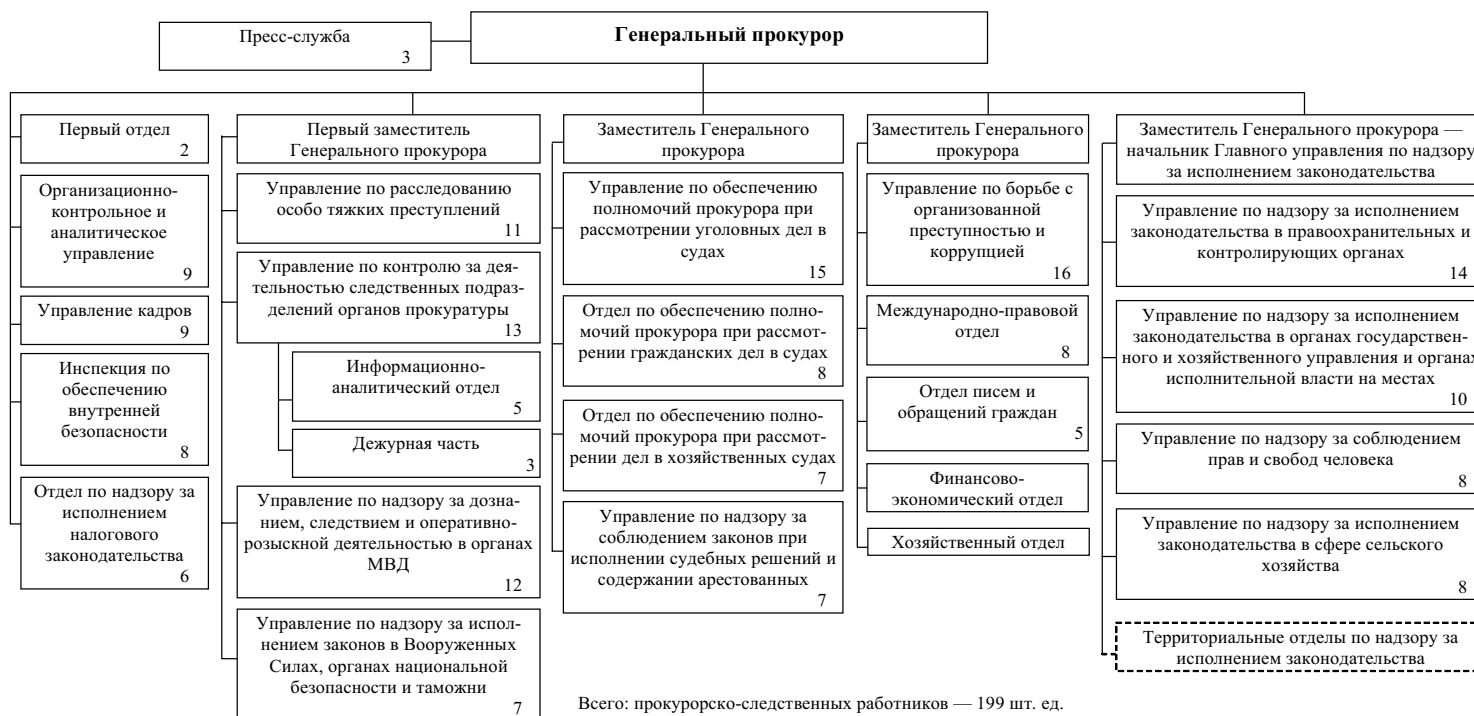 Пресс-служба
3
Генеральный прокурор
Первый отдел
2
Организационно-
контрольное и
аналитическое
управление
9
Управление кадров
9
Инспекция по
обеспечению
внутренней
безопасности
8
Отдел по надзору за
исполнением
налогового
законодательства
6
Первый заместитель
Генерального прокурора
Управление по расследованию
особо тяжких преступлений
11
Управление по контролю за дея-
тельностью следственных подраз-
делений органов прокуратуры
13
Информационно-
аналитический отдел
5
Дежурная часть
3
Управление по надзору за дозна-
нием, следствием и оперативно-
розыскной деятельностью в органах
МВД
12
Управление по надзору за испол-
нением законов в Вооруженных
Силах, органах национальной
безопасности и таможни
7
Заместитель Генерального
прокурора
Управление по обеспечению
полномочий прокурора при
рассмотрении уголовных дел в
судах
15
Отдел по обеспечению полно-
мочий прокурора при рассмот-
рении гражданских дел в судах
8
Отдел по обеспечению полно-
мочий прокурора при рассмот-
рении дел в хозяйственных судах
7
Управление по надзору за
соблюдением законов при
исполнении судебных решений и
содержании арестованных
7
Заместитель Генерального
прокурора
Управление по борьбе с
организованной
преступностью и
коррупцией
16
Международно-правовой
отдел
8
Отдел писем и
обращений граждан
5
Финансово-
экономический отдел
Хозяйственный отдел
Заместитель Генерального прокурора —
начальник Главного управления по надзору
за исполнением законодательства
Управление по надзору за исполнением
законодательства в правоохранительных и
контролирующих органах
14
Управление по надзору за исполнением
законодательства в органах государствен-
ного и хозяйственного управления и органах
исполнительной власти на местах
10
Управление по надзору за соблюдением
прав и свобод человека
8
Управление по надзору за исполнением
законодательства в сфере сельского
хозяйства
8
Территориальные отделы по надзору за
исполнением законодательства
Всего: прокурорско-следственных работников — 199 шт. ед.